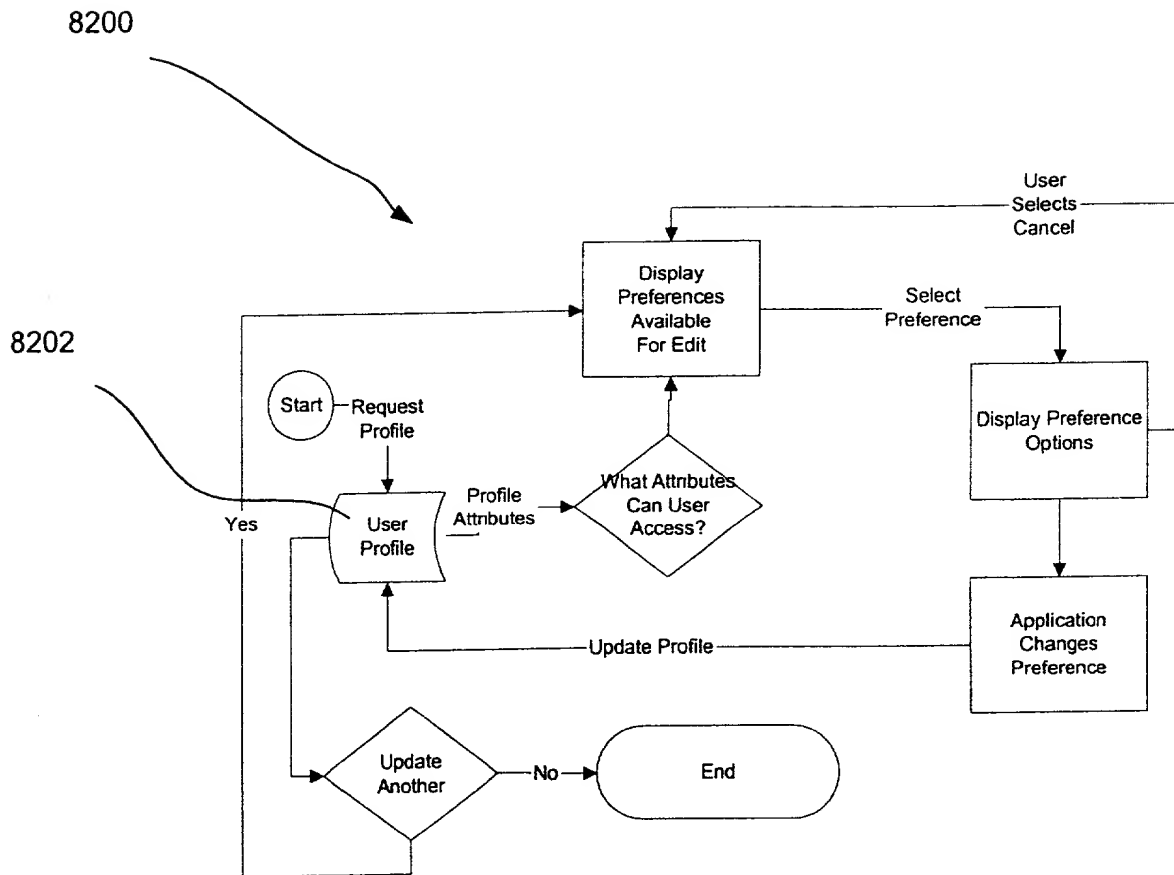 8200
User
Selects
Cancel
Display
Preferences
Available
For Edit
Select
Preference
8202
Start
Request
Profile
Display Preference
Options
What Attributes
Can User
Access?
Profile
Attributes
User
Profile
Yes
Application
Changes
Preference
Update Profile
Update
Another
No
End